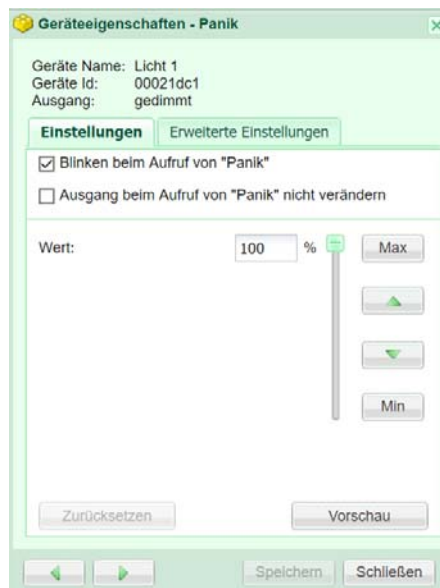 Geräteeigenschaften - Panik
Geräte Name: Licht 1
Geräte Id: 00021dc1
Ausgang: gedimmt
Einstellungen Erweiterte Einstellungen
Blinken beim Aufruf von "Panik"
Ausgang beim Aufruf von "Panik" nicht verändern
Wert: 100 % Max
Min
Zurücksetzen Vorschau
Speichern Schließen